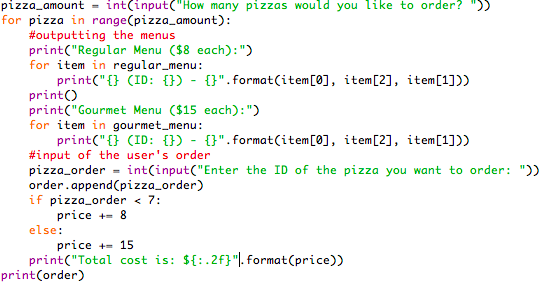 pizza_amount = int(input("How many pizzas would you like to order? "))
for pizza in range(pizza_amount):
    #outputting the menus
    print("Regular Menu ($8 each):")
    for item in regular_menu:
        print("{} (ID: {}) - {}".format(item[0], item[2], item[1]))
    print()
    print("Gourmet Menu ($15 each):")
    for item in gourmet_menu:
        print("{} (ID: {}) - {}".format(item[0], item[2], item[1]))
    #input of the user's order
    pizza_order = int(input("Enter the ID of the pizza you want to order: "))
    order.append(pizza_order)
    if pizza_order < 7:
        price += 8
    else:
        price += 15
    print("Total cost is: ${:.2f}".format(price))
print(order)